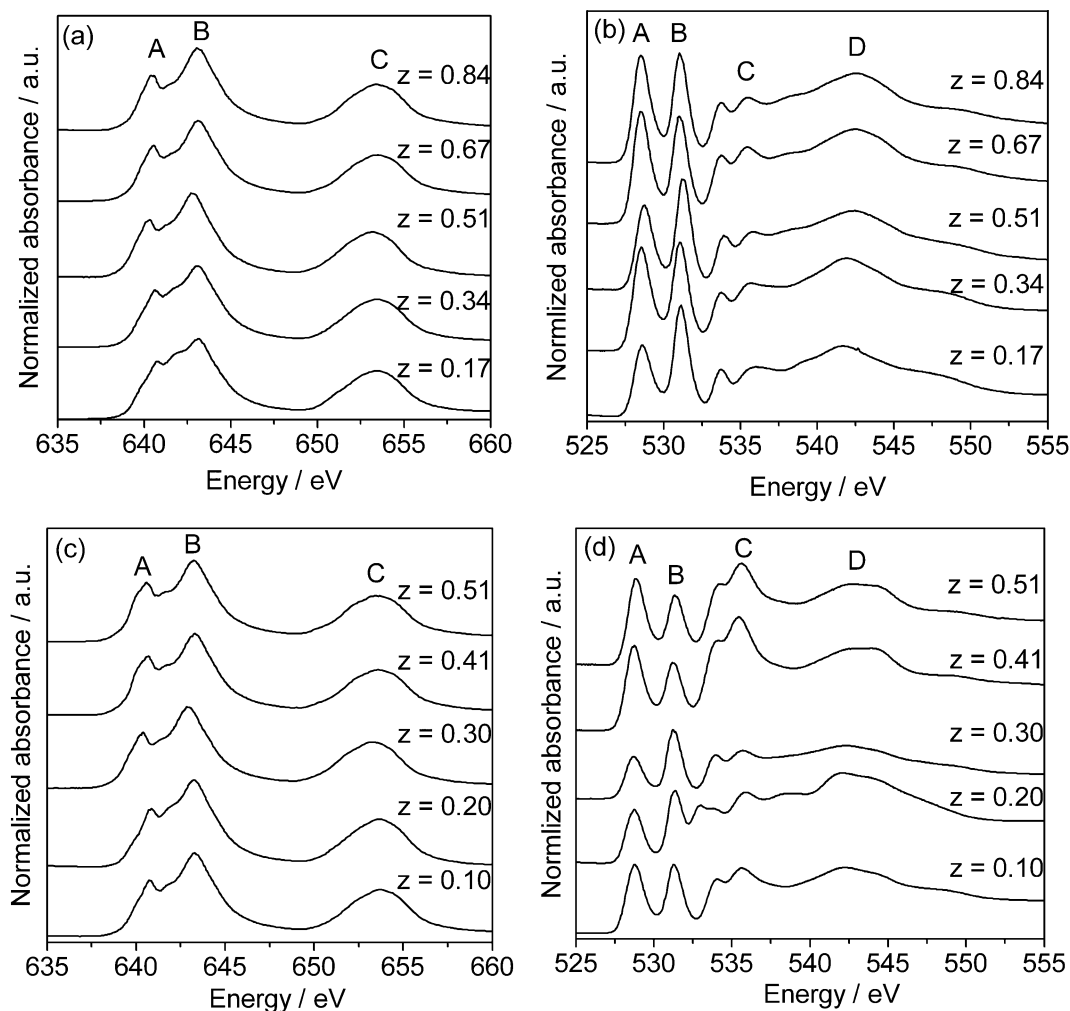 (a)
A
B
C
z = 0.84
z = 0.67
z = 0.51
z = 0.34
z = 0.17
Normalized absorbance / a.u.
635 640 645 650 655 660
Energy / eV
(b)
A
B
C
D
z = 0.84
z = 0.67
z = 0.51
z = 0.34
z = 0.17
Normlized absorbance / a.u.
525 530 535 540 545 550 555
Energy / eV
(c)
A
B
C
z = 0.51
z = 0.41
z = 0.30
z = 0.20
z = 0.10
Normalized absorbance / a.u.
635 640 645 650 655 660
Energy / eV
(d)
A
B
C
D
z = 0.51
z = 0.41
z = 0.30
z = 0.20
z = 0.10
Normlized absorbance / a.u.
525 530 535 540 545 550 555
Energy / eV